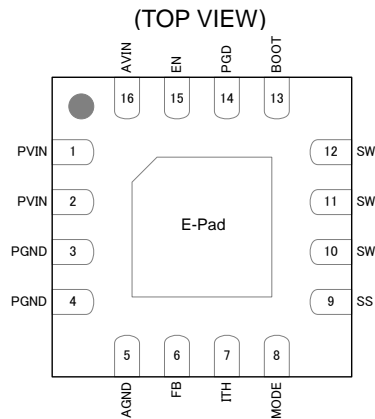 (TOP VIEW)
AVIN EN PGD BOOT
16 15 14 13
PVIN 1 12 SW
PVIN 2 11 SW
E-Pad
PGND 3 10 SW
PGND 4 9 SS
5 6 7 8
AGND FB ITH MODE